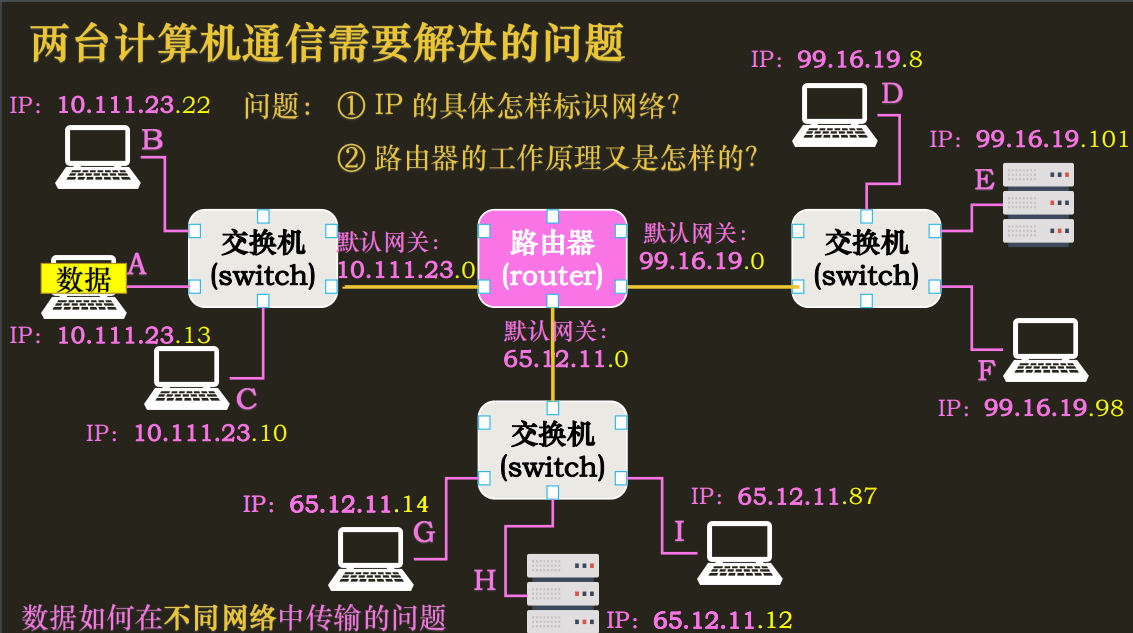 两台计算机通信需要解决的问题
IP：99.16.19.8
D
IP：10.111.23.22
问题：① IP 的具体怎样标识网络?
B
IP：99.16.19.101
② 路由器的工作原理又是怎样的?
E
交换机
(switch)
默认网关：
10.111.23.0
路由器
(router)
默认网关：
99.16.19.0
交换机
(switch)
数据
A
IP：10.111.23.13
默认网关：
65.12.11.0
C
F
IP：10.111.23.10
IP：99.16.19.98
交换机
(switch)
IP：65.12.11.14
IP：65.12.11.87
G
I
H
数据如何在不同网络中传输的问题
IP：65.12.11.12